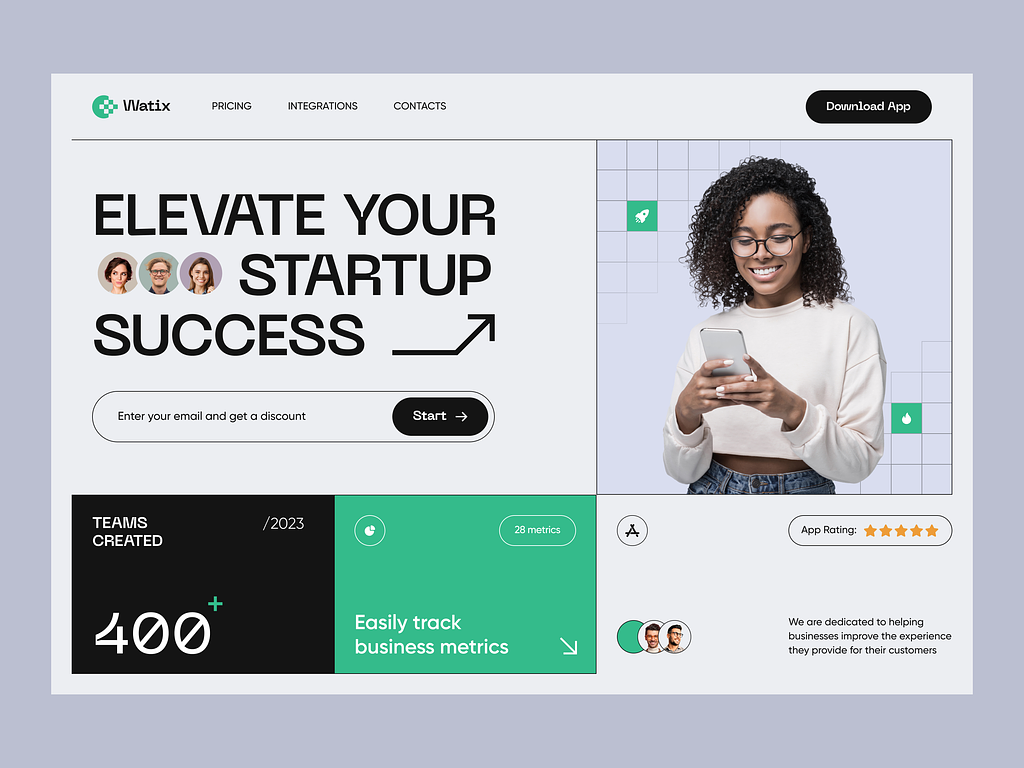 Watix
PRICING
INTEGRATIONS
CONTACTS
Download App
ELEVATE YOUR
STARTUP
SUCCESS
Enter your email and get a discount
Start
TEAMS
CREATED
/2023
400+
28 metrics
Easily track
business metrics
App Rating:
We are dedicated to helping
businesses improve the experience
they provide for their customers